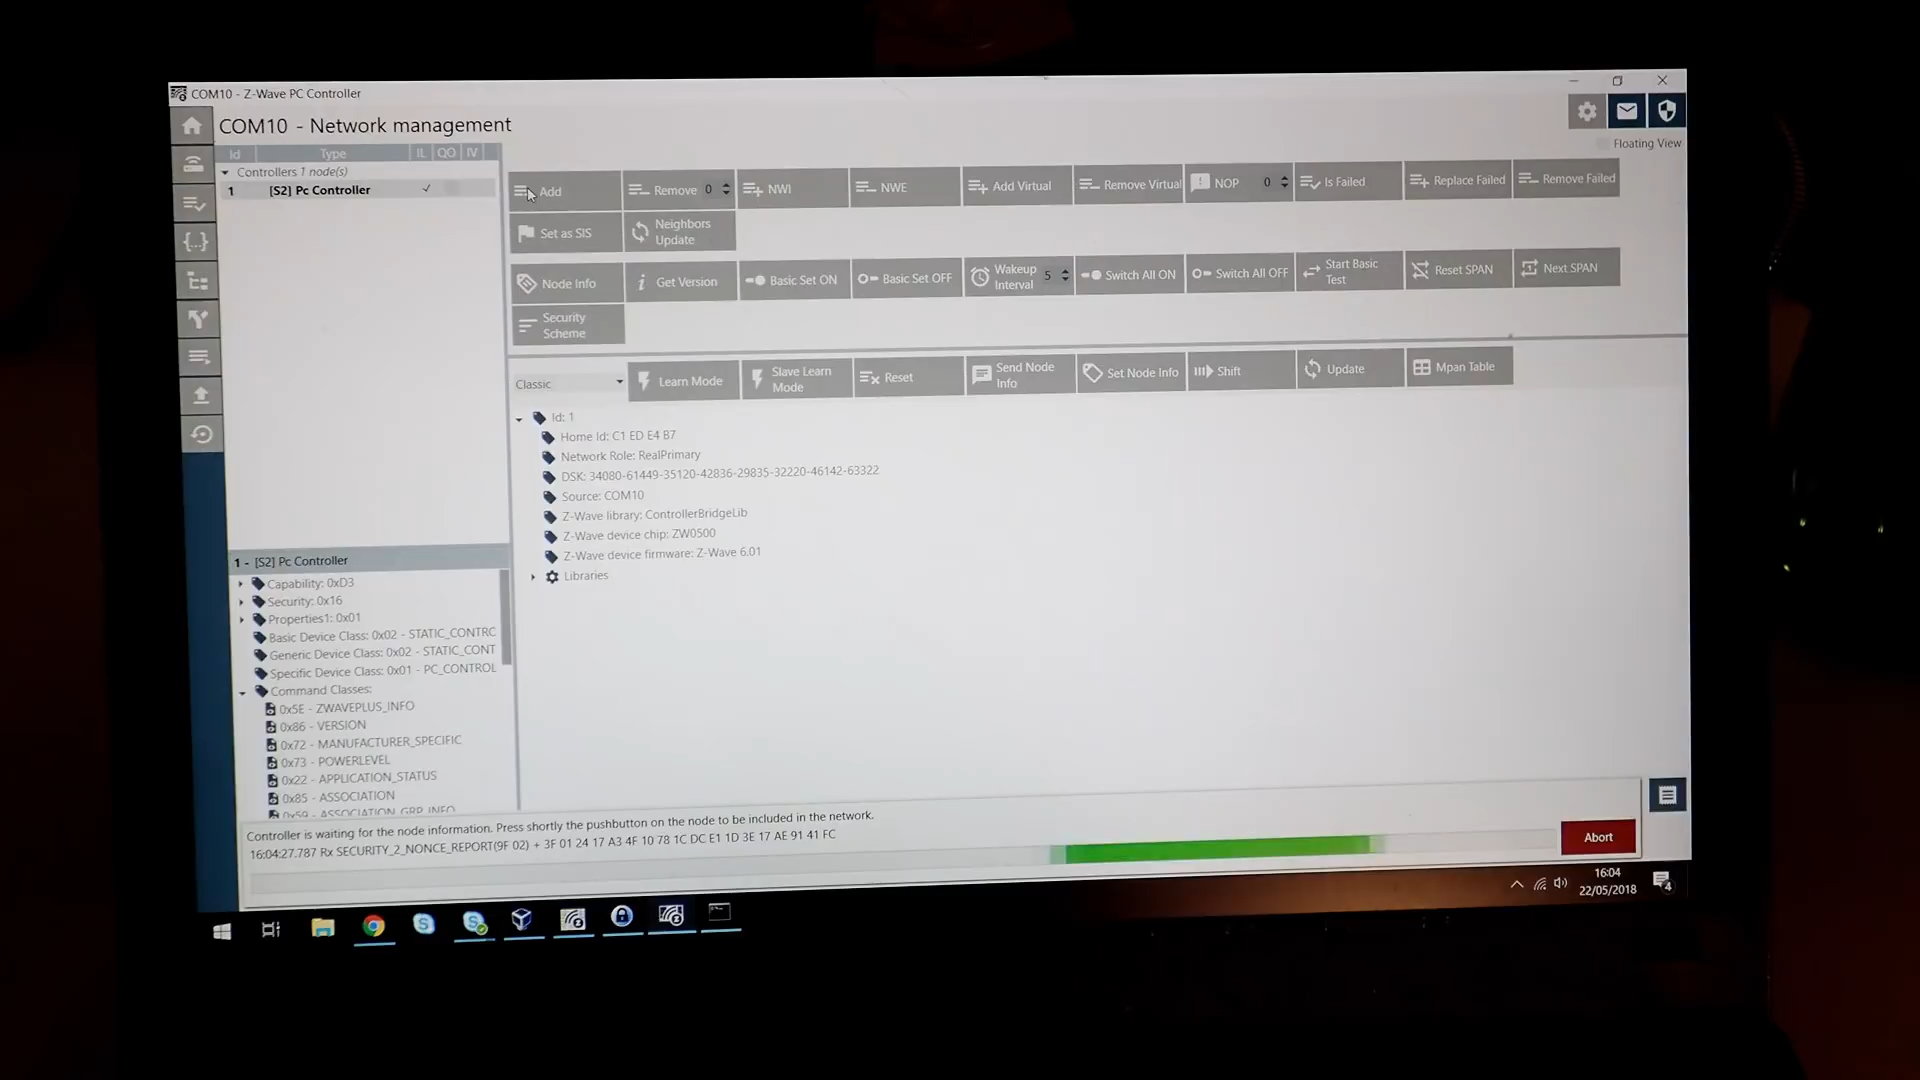 COM10 - Z-Wave PC Controller
COM10 - Network management
Floating View
Id Type IL QO IV
Controllers 1 node(s)
1 [S2] Pc Controller
Add
Remove 0
NWI
NWE
Add Virtual
Remove Virtual
NOP 0
Is Failed
Replace Failed
Remove Failed
Set as SIS
Neighbors
Update
Node Info
Get Version
Basic Set ON
Basic Set OFF
Wakeup
Interval 5
Switch All ON
Switch All OFF
Start Basic
Test
Reset SPAN
Next SPAN
Security
Scheme
Classic
Learn Mode
Slave Learn
Mode
Reset
Send Node
Info
Set Node Info
Shift
Update
Mpan Table
Id: 1
Home Id: C1 ED E4 B7
Network Role: RealPrimary
DSK: 34080-61449-35120-42836-29835-32220-46142-63322
Source: COM10
Z-Wave library: ControllerBridgeLib
Z-Wave device chip: ZW0500
Z-Wave device firmware: Z-Wave 6.01
Libraries
1 - [S2] Pc Controller
Capability: 0xD3
Security: 0x16
Properties1: 0x01
Basic Device Class: 0x02 - STATIC_CONTRC
Generic Device Class: 0x02 - STATIC_CONT
Specific Device Class: 0x01 - PC_CONTROL
Command Classes:
0x5E - ZWAVEPLUS_INFO
0x86 - VERSION
0x72 - MANUFACTURER_SPECIFIC
0x73 - POWERLEVEL
0x22 - APPLICATION_STATUS
0x85 - ASSOCIATION
0x59 - ASSOCIATION_GRP_INFO
Controller is waiting for the node information. Press shortly the pushbutton on the node to be included in the network.
16:04:27.787 Rx SECURITY_2_NONCE_REPORT(9F 02) + 3F 01 24 17 A3 4F 10 78 1C DC E1 1D 3E 17 AE 91 41 FC
Abort
16:04
22/05/2018
4